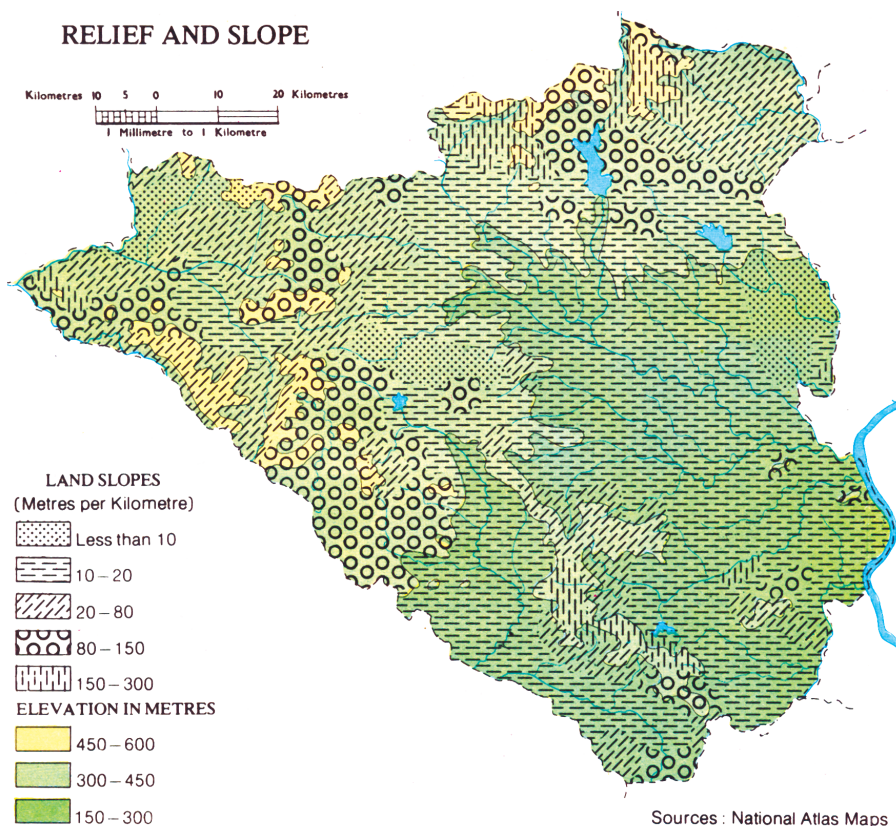 RELIEF AND SLOPE
Kilometres 10 5 0 10 20 Kilometres
1 Millimetre to 1 Kilometre
LAND SLOPES
(Metres per Kilometre)
Less than 10
10–20
20–80
80–150
150–300
ELEVATION IN METRES
450–600
300–450
150–300
Sources : National Atlas Maps